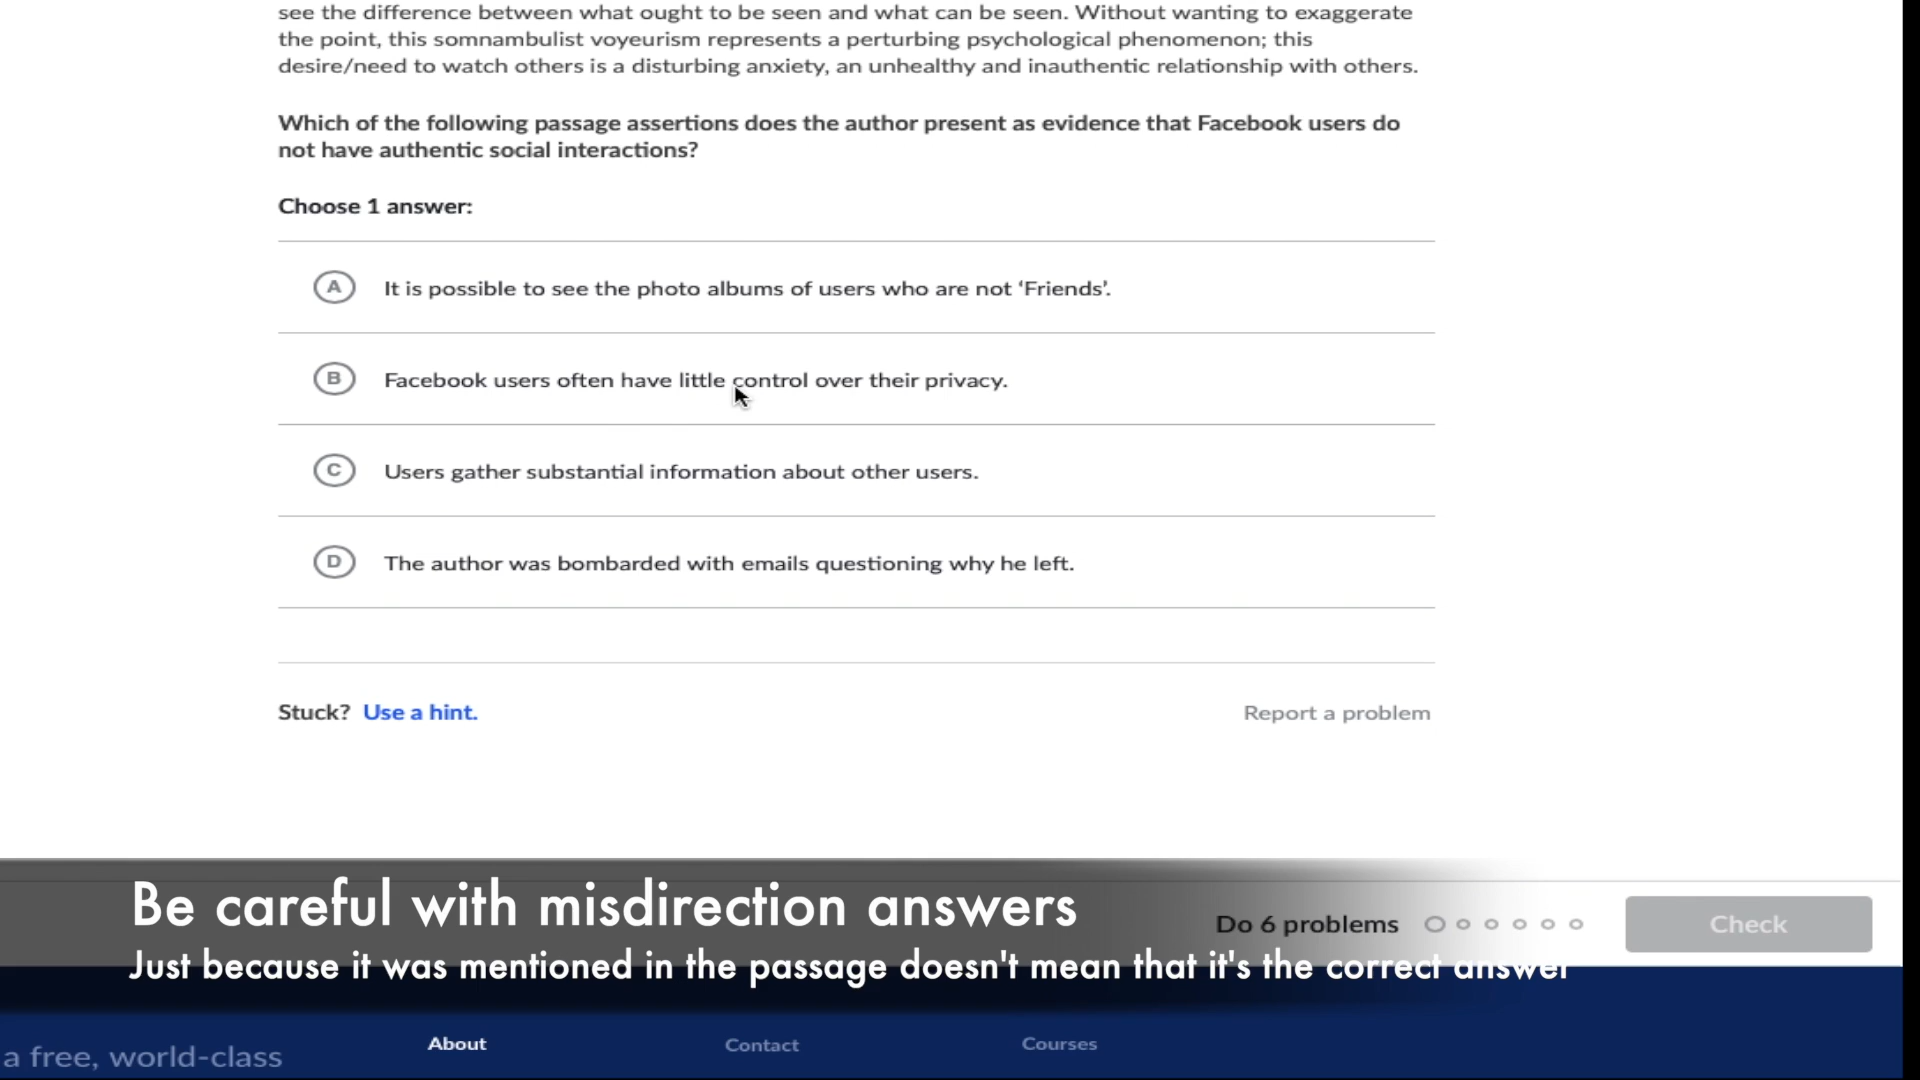 see the difference between what ought to be seen and what can be seen. Without wanting to exaggerate
the point, this somnambulist voyeurism represents a perturbing psychological phenomenon; this
desire/need to watch others is a disturbing anxiety, an unhealthy and inauthentic relationship with others.
Which of the following passage assertions does the author present as evidence that Facebook users do
not have authentic social interactions?
Choose 1 answer:
A It is possible to see the photo albums of users who are not ‘Friends’.
B Facebook users often have little control over their privacy.
C Users gather substantial information about other users.
D The author was bombarded with emails questioning why he left.
Stuck? Use a hint.
Report a problem
Be careful with misdirection answers
Do 6 problems
Check
Just because it was mentioned in the passage doesn't mean that it's the correct answer
About
Contact
Courses
a free, world-class